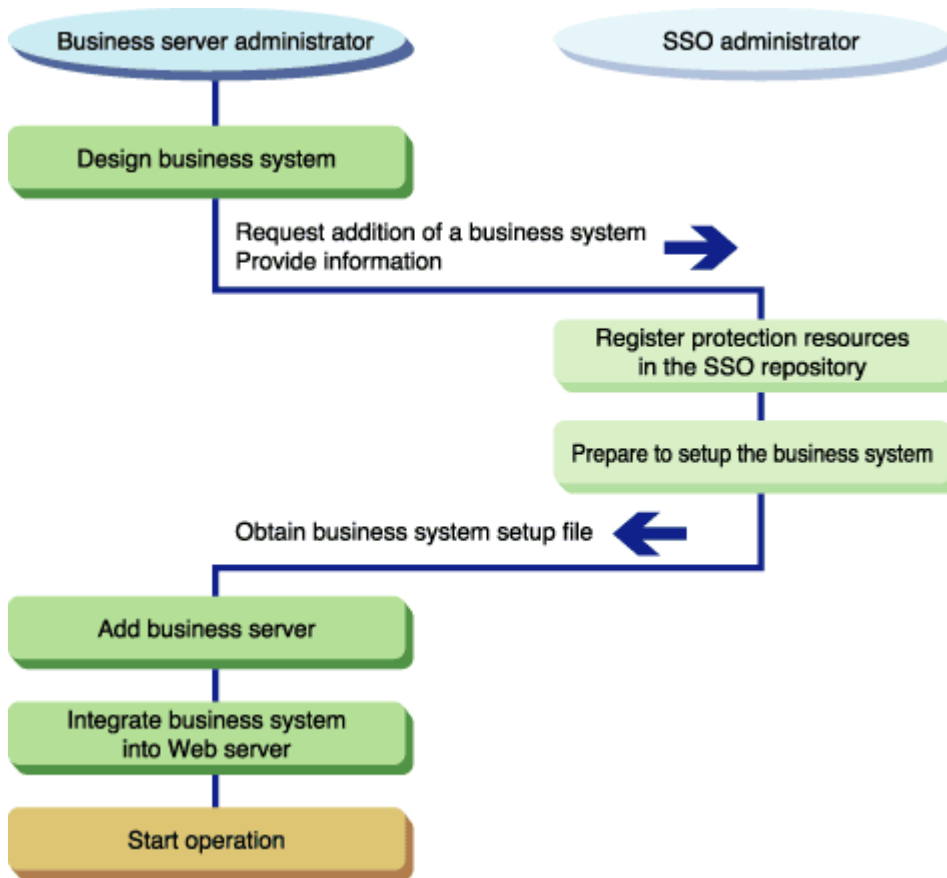 Business server administrator
SSO administrator
Design business system
Request addition of a business system
Provide information
Register protection resources
in the SSO repository
Prepare to setup the business system
Obtain business system setup file
Add business server
Integrate business system
into Web server
Start operation